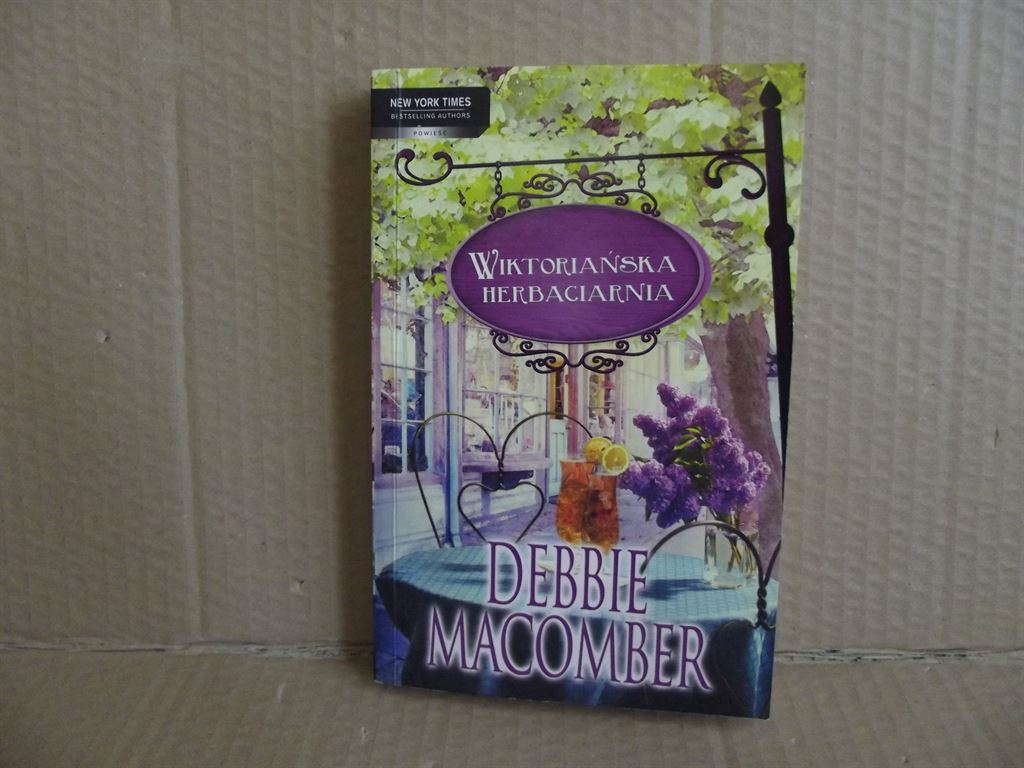 NEW YORK TIMES
BESTSELLING AUTHORS
POWIEŚĆ
WIKTORIAŃSKA
HERBACIARNIA
DEBBIE
MACOMBER